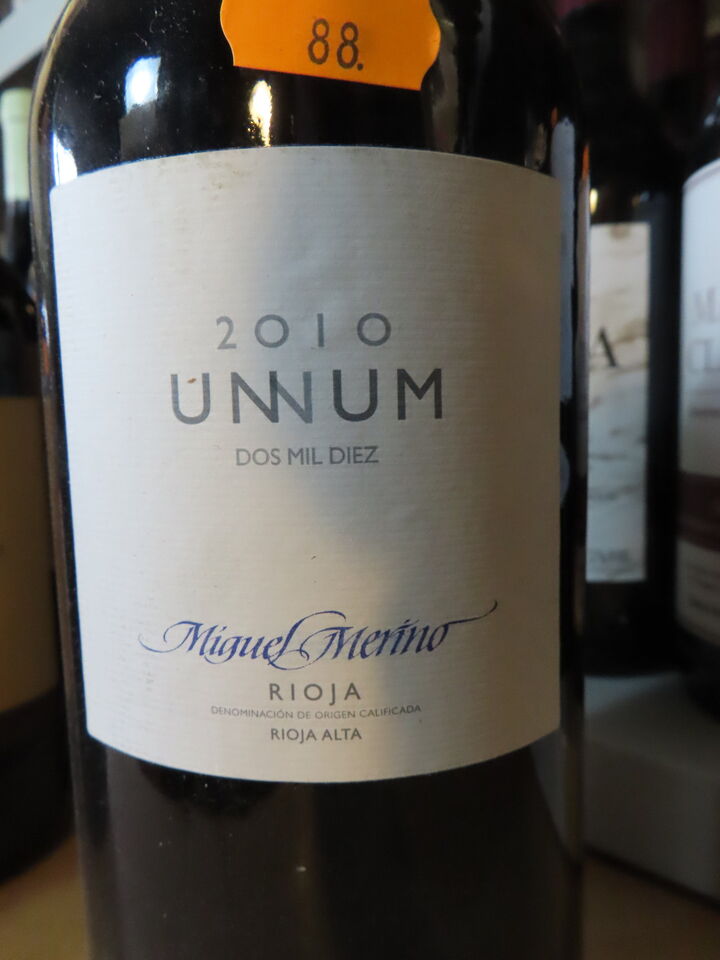 88.
2010
UNNUM
DOS MIL DIEZ
Miguel Merino
RIOJA
DENOMINACIÓN DE ORIGEN CALIFICADA
RIOJA ALTA